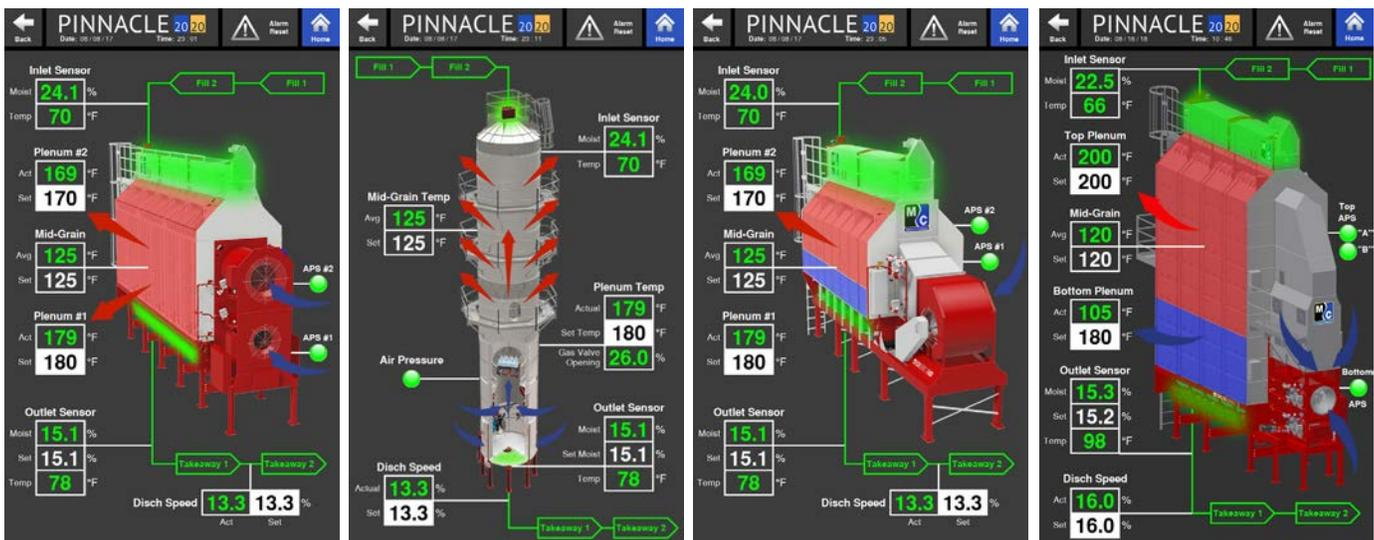 Back
PINNACLE 20 20
Date: 08/08/17 Time: 23:01
Alarm Reset
Home
Inlet Sensor
Moist 24.1 %
Temp 70 °F
Fill 2
Fill 1
Plenum #2
Act 169 °F
Set 170 °F
Mid-Grain
Avg 125 °F
Set 125 °F
APS #2
Plenum #1
Act 179 °F
Set 180 °F
APS #1
Outlet Sensor
Moist 15.1 %
Set 15.1 %
Temp 78 °F
Takeaway 1
Takeaway 2
Disch Speed 13.3 13.3 %
Act Set
Back
PINNACLE 20 20
Date: 08/08/17 Time: 23:11
Alarm Reset
Home
Fill 1
Fill 2
Inlet Sensor
Moist 24.1 %
Temp 70 °F
Mid-Grain Temp
Avg 125 °F
Set 125 °F
Plenum Temp
Actual 179 °F
Set Temp 180 °F
Gas Valve Opening 26.0 %
Air Pressure
Outlet Sensor
Moist 15.1 %
Set Moist 15.1 %
Temp 78 °F
Disch Speed
Actual 13.3 %
Set 13.3 %
Takeaway 1
Takeaway 2
Back
PINNACLE 20 20
Date: 08/08/17 Time: 23:05
Alarm Reset
Home
Inlet Sensor
Moist 24.0 %
Temp 70 °F
Fill 2
Fill 1
Plenum #2
Act 169 °F
Set 170 °F
MC
APS #2
APS #1
Mid-Grain
Avg 125 °F
Set 125 °F
Plenum #1
Act 179 °F
Set 180 °F
Outlet Sensor
Moist 15.1 %
Set 15.1 %
Temp 78 °F
Takeaway 1
Takeaway 2
Disch Speed 13.3 13.3 %
Act Set
Back
PINNACLE 20 20
Time: 10:46
Alarm Reset
Home
Inlet Sensor
Moist 22.5 %
Temp 66 °F
Fill 2
Fill 1
Top Plenum
Act 200 °F
Set 200 °F
Top APS
"A"
"B"
Mid-Grain
Avg 120 °F
Set 120 °F
Bottom Plenum
Act 105 °F
Set 180 °F
MC
Outlet Sensor
Moist 15.3 %
Set 15.2 %
Temp 98 °F
Bottom APS
Disch Speed
Act 16.0 %
Set 16.0 %
Takeaway 1
Takeaway 2